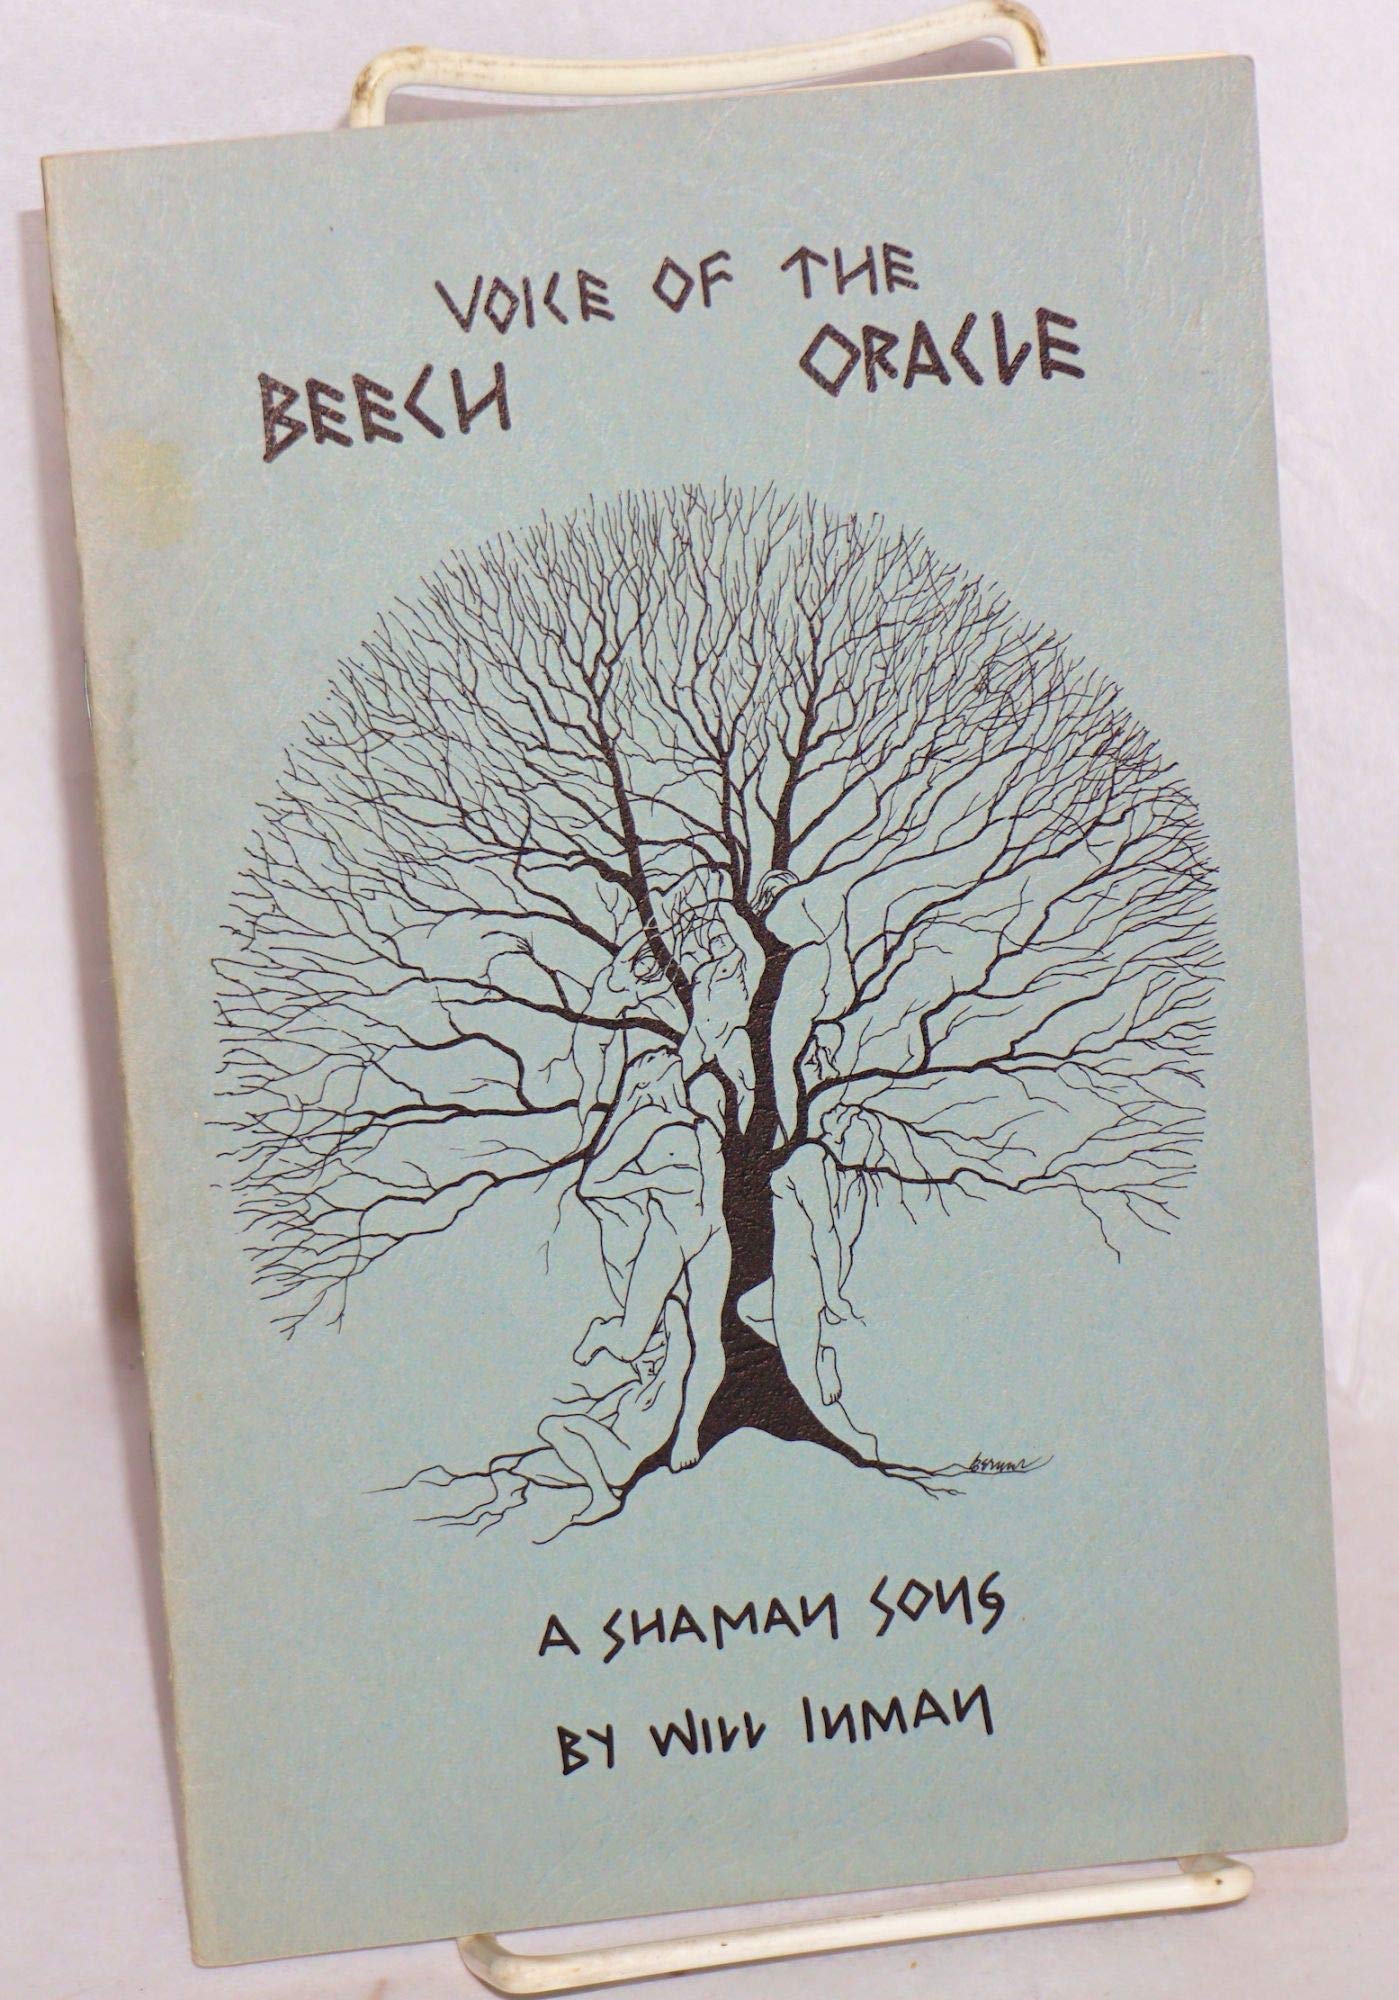 VOICE OF THE
BEECH ORACLE
A SHAMAN SONG
BY WILL INMAN